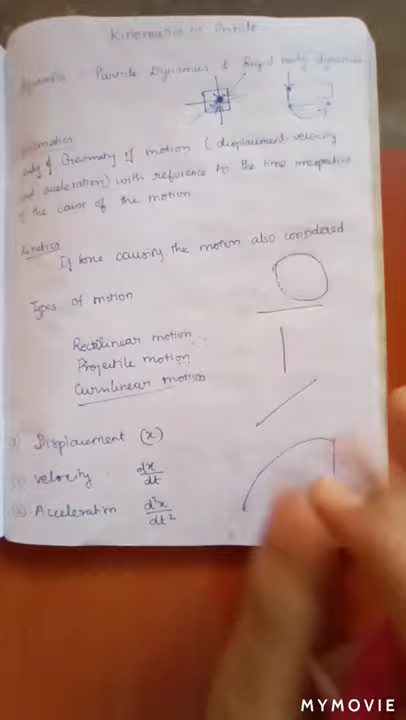 Kinematics of Particle
Particle Dynamics & Rigid body dynamics
Kinematics
study of Geometry of motion (displacement, velocity
and acceleration) with reference to the time irrespective
of the cause of the motion
Kinetics
If force causing the motion also considered
Types of motion
Rectilinear motion
Projectile motion
Curvilinear motion
Displacement (x)
velocity dx/dt
Acceleration d²x/dt²
MYMOVIE